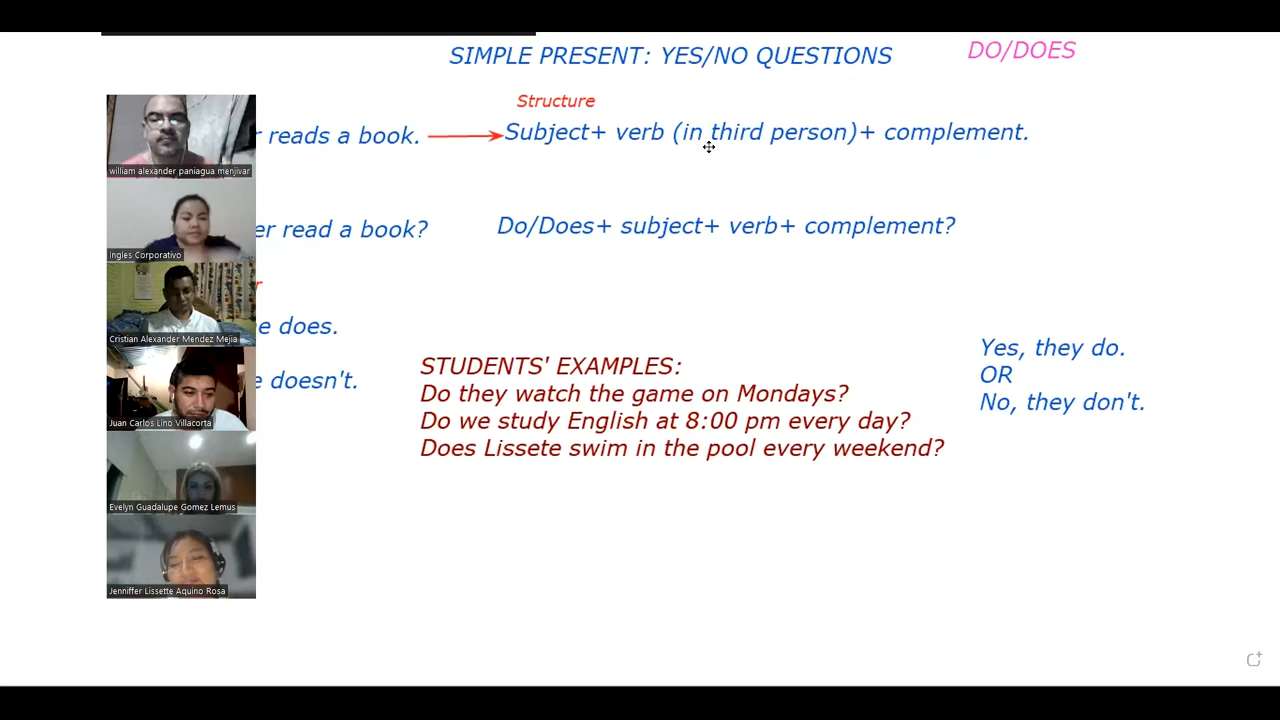 SIMPLE PRESENT: YES/NO QUESTIONS
DO/DOES
Structure
reads a book.
Subject+ verb (in third person)+ complement.
william alexander paniagua menjivar
er read a book?
Do/Does+ subject+ verb+ complement?
Ingles Corporativo
r
e does.
Cristian Alexander Mendez Mejia
Yes, they do.
OR
No, they don't.
STUDENTS' EXAMPLES:
e doesn't.
Do they watch the game on Mondays?
Do we study English at 8:00 pm every day?
Juan Carlos Lino Villacorta
Does Lissete swim in the pool every weekend?
Evelyn Guadalupe Gomez Lemus
Jenniffer Lissette Aquino Rosa